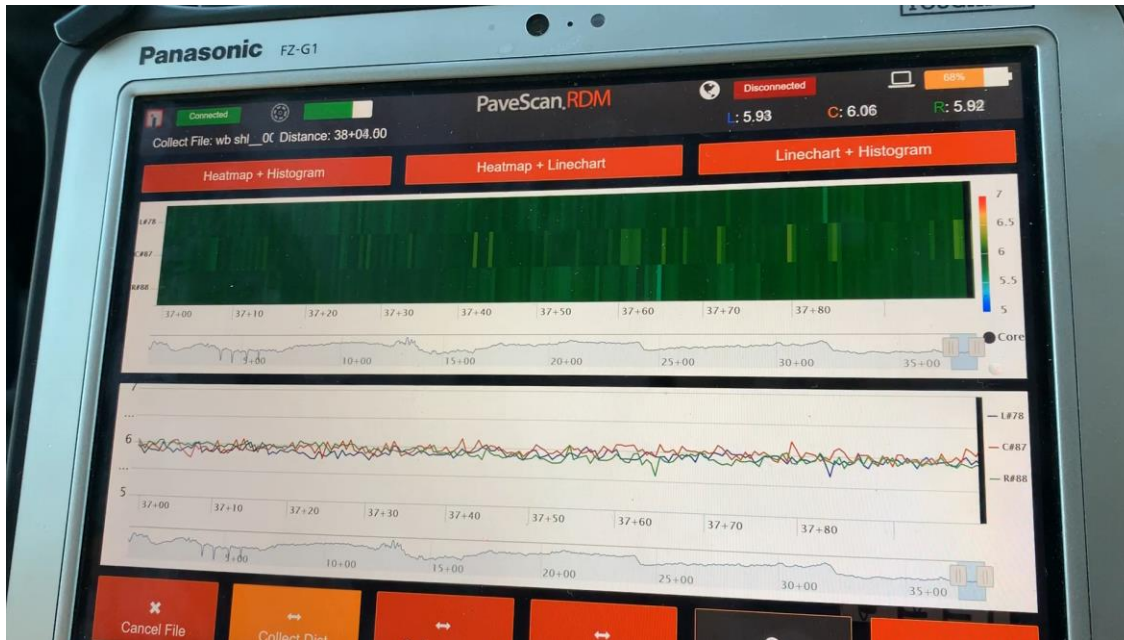 Panasonic FZ-G1
Connected
PaveScan RDM
Disconnected
68%
Collect File: wb shl__0( Distance: 38+04.00
L: 5.93 C: 6.06 R: 5.92
Heatmap + Histogram
Heatmap + Linechart
Linechart + Histogram
L#78
C#87
R#88
7
6.5
6
5.5
5
37+00 37+10 37+20 37+30 37+40 37+50 37+60 37+70 37+80
Core
10+00 15+00 20+00 25+00 30+00 35+00
7
...
6
...
5
L#78
C#87
R#88
37+00 37+10 37+20 37+30 37+40 37+50 37+60 37+70 37+80
10+00 15+00 20+00 25+00 30+00 35+00
Cancel File
Collect Dist